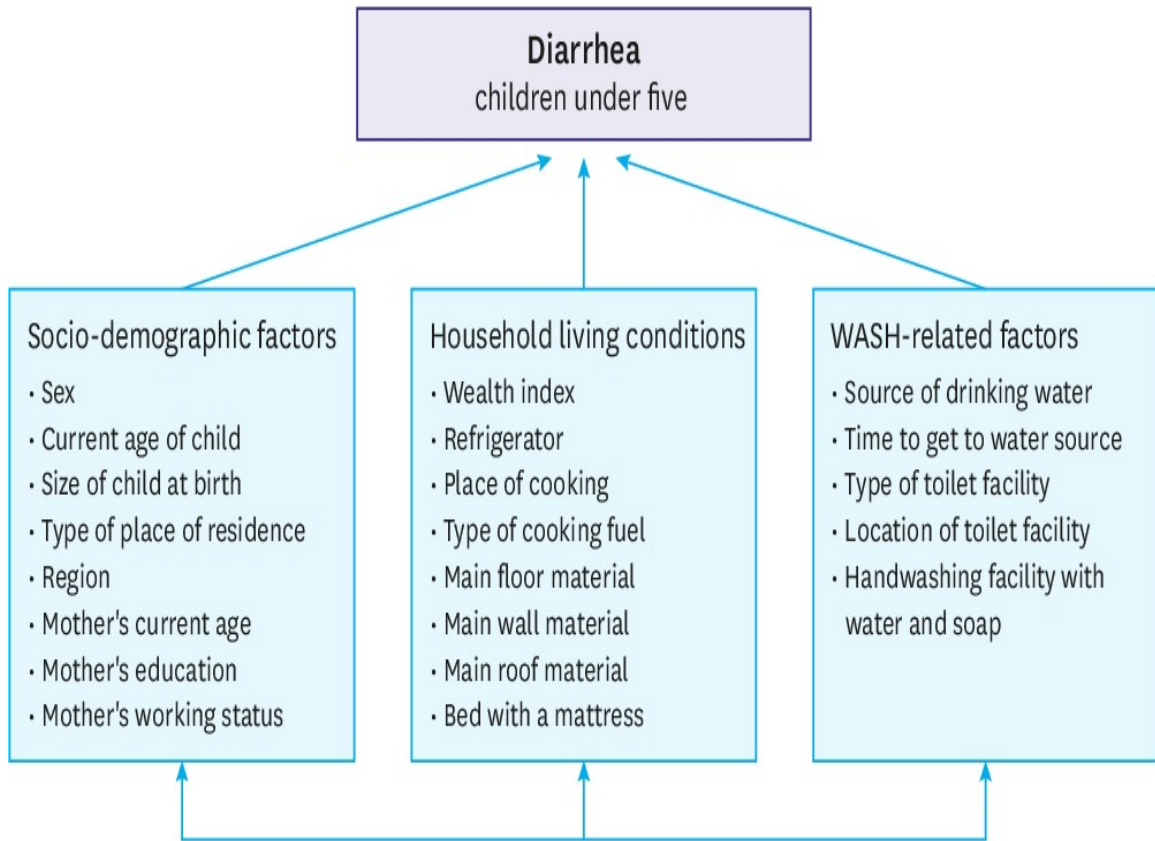 Diarrhea
children under five
Socio-demographic factors
· Sex
· Current age of child
· Size of child at birth
· Type of place of residence
· Region
· Mother's current age
· Mother's education
· Mother's working status
Household living conditions
· Wealth index
· Refrigerator
· Place of cooking
· Type of cooking fuel
· Main floor material
· Main wall material
· Main roof material
· Bed with a mattress
WASH-related factors
· Source of drinking water
· Time to get to water source
· Type of toilet facility
· Location of toilet facility
· Handwashing facility with
water and soap